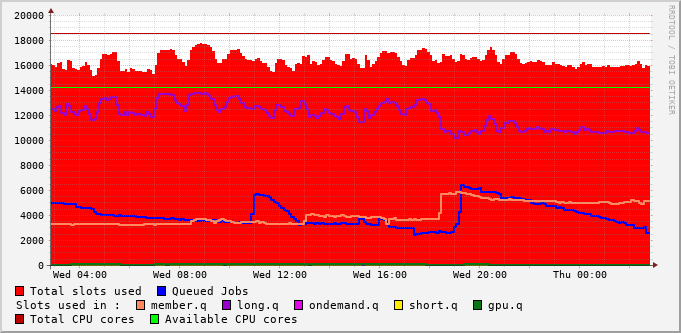 RRDTOOL / TOBI OETIKER
20000
18000
16000
14000
12000
10000
8000
6000
4000
2000
0
Wed 04:00 Wed 08:00 Wed 12:00 Wed 16:00 Wed 20:00 Thu 00:00
Total slots used Queued Jobs
Slots used in : member.q long.q ondemand.q short.q gpu.q
Total CPU cores Available CPU cores